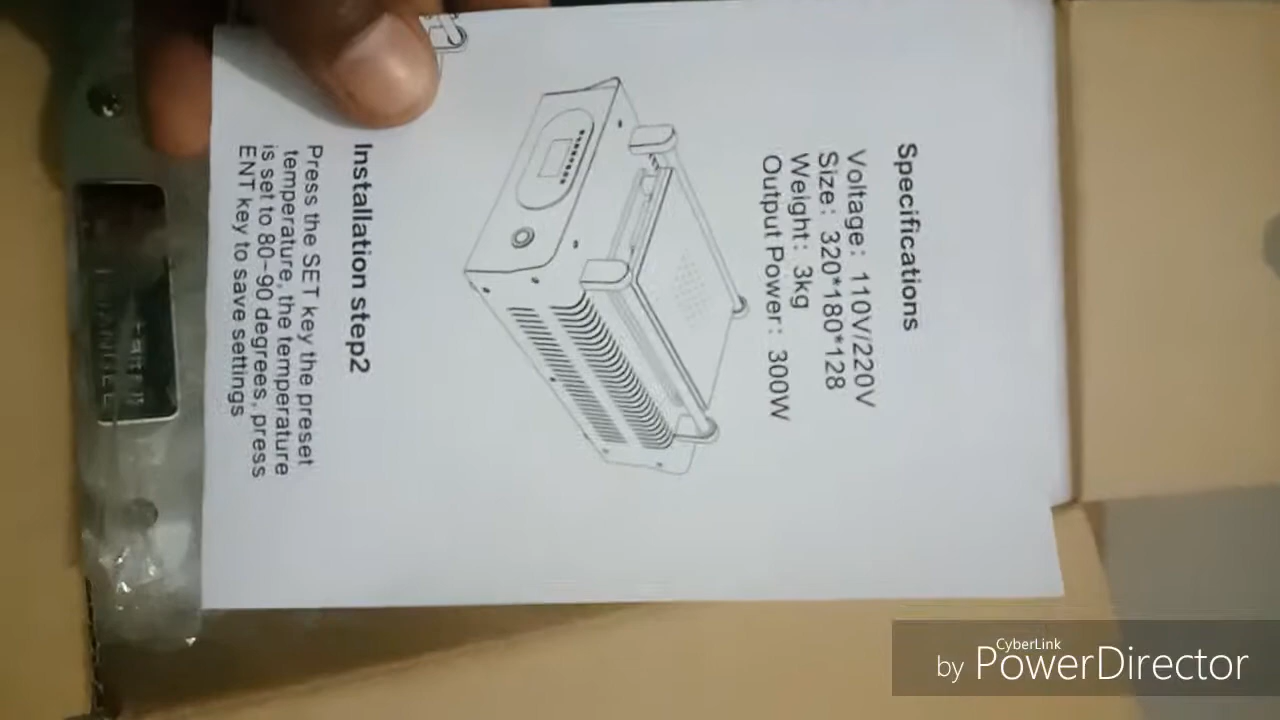 Specifications
Voltage: 110V/220V
Size: 320*180*128
Weight: 3kg
Output Power: 300W
Installation step2
Press the SET key the preset
temperature, the temperature
is set to 80-90 degrees, press
ENT key to save settings
CyberLink
by PowerDirector